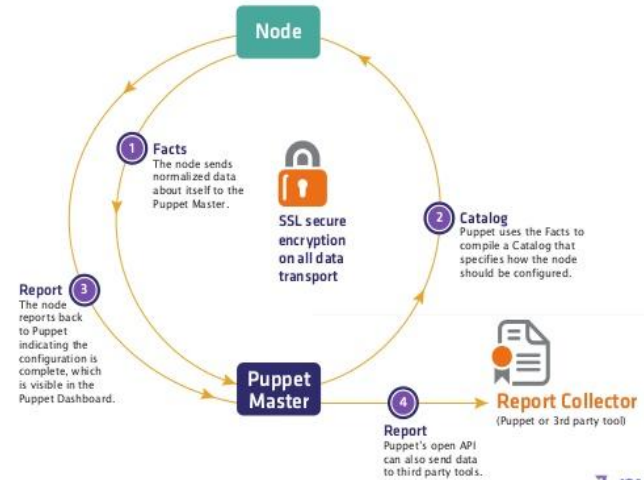 Node
1
Facts
The node sends
normalized data
about itself to the
Puppet Master.
SSL secure
encryption
on all data
transport
2
Catalog
Puppet uses the Facts to
compile a Catalog that
specifies how the node
should be configured.
Report
3
The node
reports back
to Puppet
indicating the
configuration is
complete, which
is visible in the
Puppet Dashboard.
Puppet
Master
4
Report
Puppet's open API
can also send data
to third party tools.
Report Collector
(Puppet or 3rd party tool)